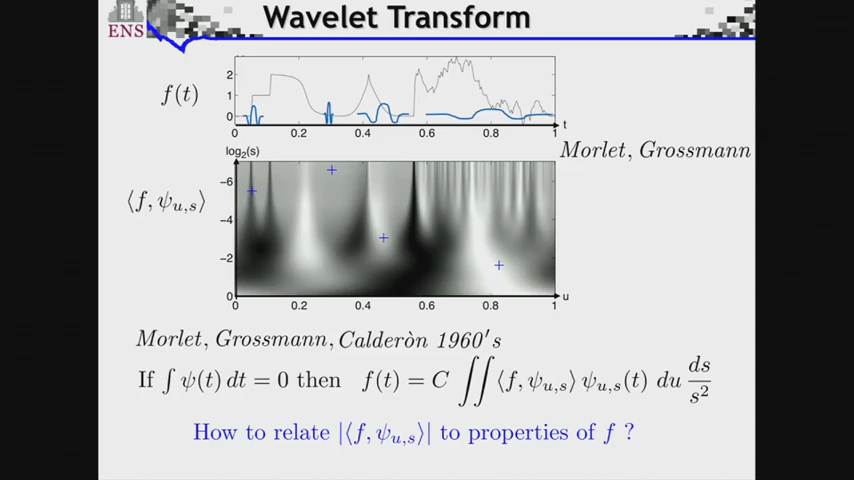 Wavelet Transform
ENS
f(t)
2
1
0
0 0.2 0.4 0.6 0.8 1 t
log₂(s)
Morlet, Grossmann
⟨f, ψ_{u,s}⟩
−6
−4
−2
0
0 0.2 0.4 0.6 0.8 1 u
Morlet, Grossmann, Calderòn 1960's
If ∫ ψ(t) dt = 0 then f(t) = C ∬ ⟨f, ψ_{u,s}⟩ ψ_{u,s}(t) du ds/s²
How to relate |⟨f, ψ_{u,s}⟩| to properties of f ?